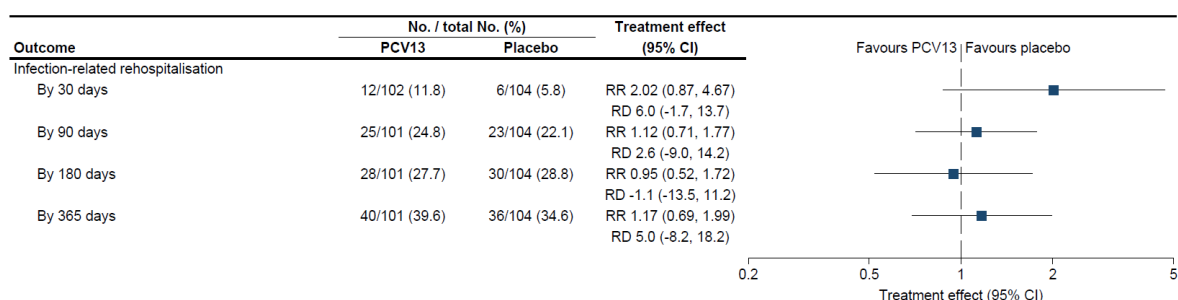 No. / total No. (%) Treatment effect
Outcome PCV13 Placebo (95% CI) Favours PCV13 Favours placebo
Infection-related rehospitalisation
By 30 days 12/102 (11.8) 6/104 (5.8) RR 2.02 (0.87, 4.67)
RD 6.0 (-1.7, 13.7)
By 90 days 25/101 (24.8) 23/104 (22.1) RR 1.12 (0.71, 1.77)
RD 2.6 (-9.0, 14.2)
By 180 days 28/101 (27.7) 30/104 (28.8) RR 0.95 (0.52, 1.72)
RD -1.1 (-13.5, 11.2)
By 365 days 40/101 (39.6) 36/104 (34.6) RR 1.17 (0.69, 1.99)
RD 5.0 (-8.2, 18.2)
0.2 0.5 1 2 5
Treatment effect (95% CI)